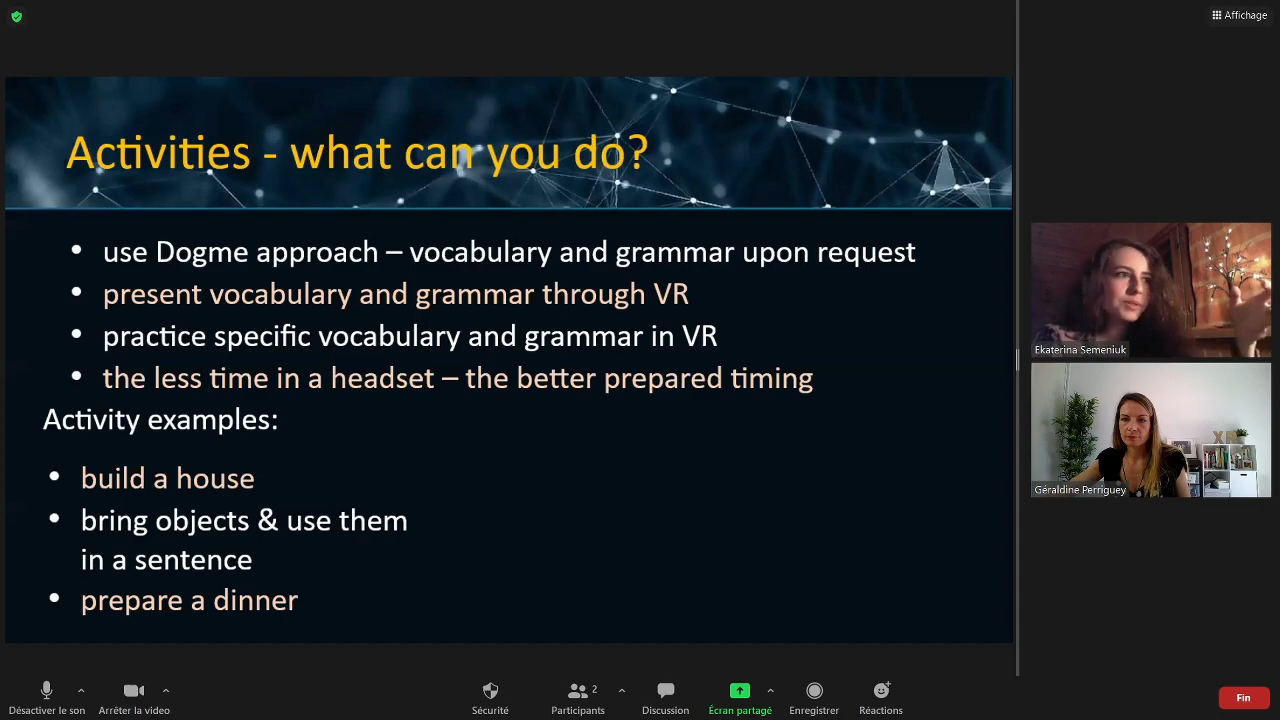 Affichage
Activities - what can you do?
• use Dogme approach – vocabulary and grammar upon request
• present vocabulary and grammar through VR
• practice specific vocabulary and grammar in VR
• the less time in a headset – the better prepared timing
Activity examples:
• build a house
• bring objects & use them
in a sentence
• prepare a dinner
Ekaterina Semeniuk
Géraldine Perriguey
2
Désactiver le son Arrêter la video Sécurité Participants Discussion Écran partagé Enregistrer Réactions Fin